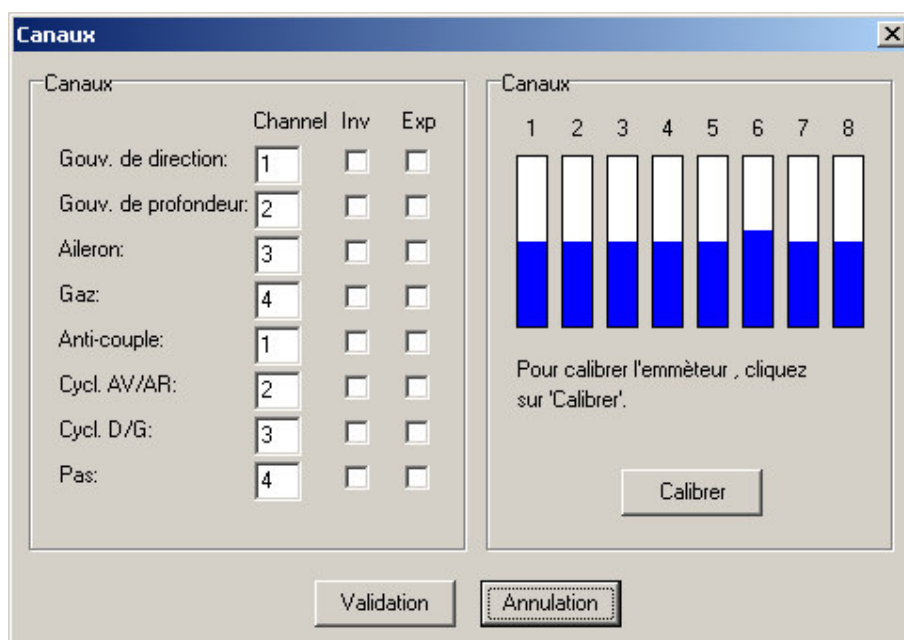 Canaux
Canaux
Channel Inv Exp
Gouv. de direction: 1
Gouv. de profondeur: 2
Aileron: 3
Gaz: 4
Anti-couple: 1
Cycl. AV/AR: 2
Cycl. D/G: 3
Pas: 4
Canaux
1 2 3 4 5 6 7 8
Pour calibrer l'emmèteur , cliquez
sur 'Calibrer'.
Calibrer
Validation
Annulation